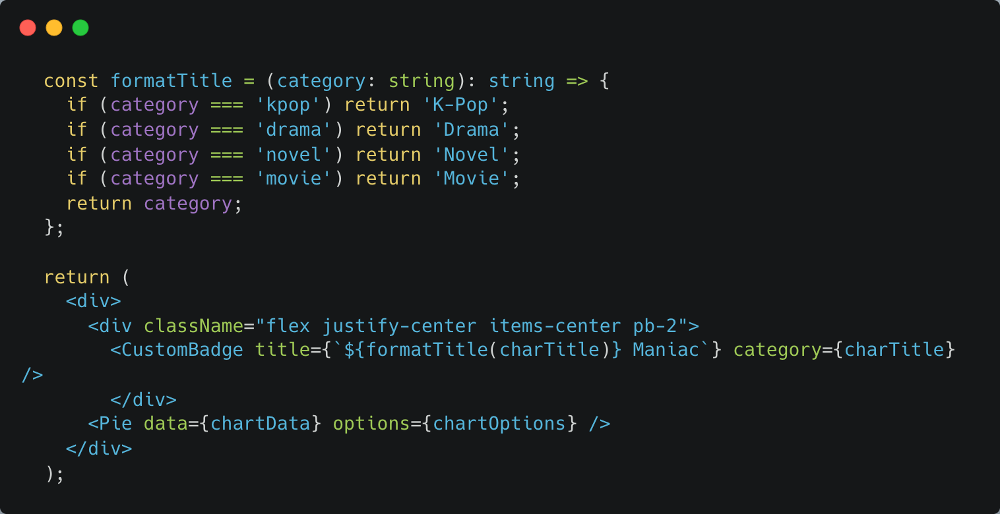 const formatTitle = (category: string): string => {
  if (category === 'kpop') return 'K-Pop';
  if (category === 'drama') return 'Drama';
  if (category === 'novel') return 'Novel';
  if (category === 'movie') return 'Movie';
  return category;
};

return (
  <div>
    <div className="flex justify-center items-center pb-2">
      <CustomBadge title={`${formatTitle(charTitle)} Maniac`} category={charTitle}
/>
      </div>
    <Pie data={chartData} options={chartOptions} />
  </div>
);